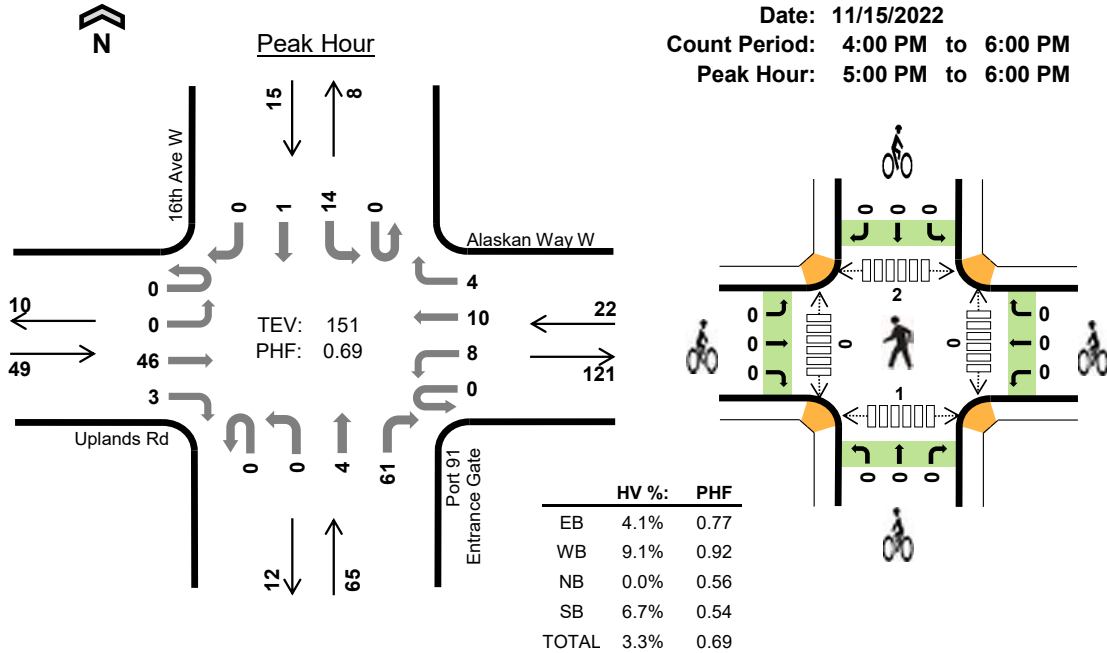 N
Peak Hour
Date: 11/15/2022
Count Period: 4:00 PM to 6:00 PM
Peak Hour: 5:00 PM to 6:00 PM
15
8
16th Ave W
0
1
14
0
Alaskan Way W
0
0
46
3
10
49
TEV: 151
PHF: 0.69
4
10
8
0
22
121
Uplands Rd
0
0
4
61
Port 91
Entrance Gate
12
65
HV %: PHF
EB 4.1% 0.77
WB 9.1% 0.92
NB 0.0% 0.56
SB 6.7% 0.54
TOTAL 3.3% 0.69
0 0 0
2
0
0
0
0
0
0
0
0
1
0 0 0